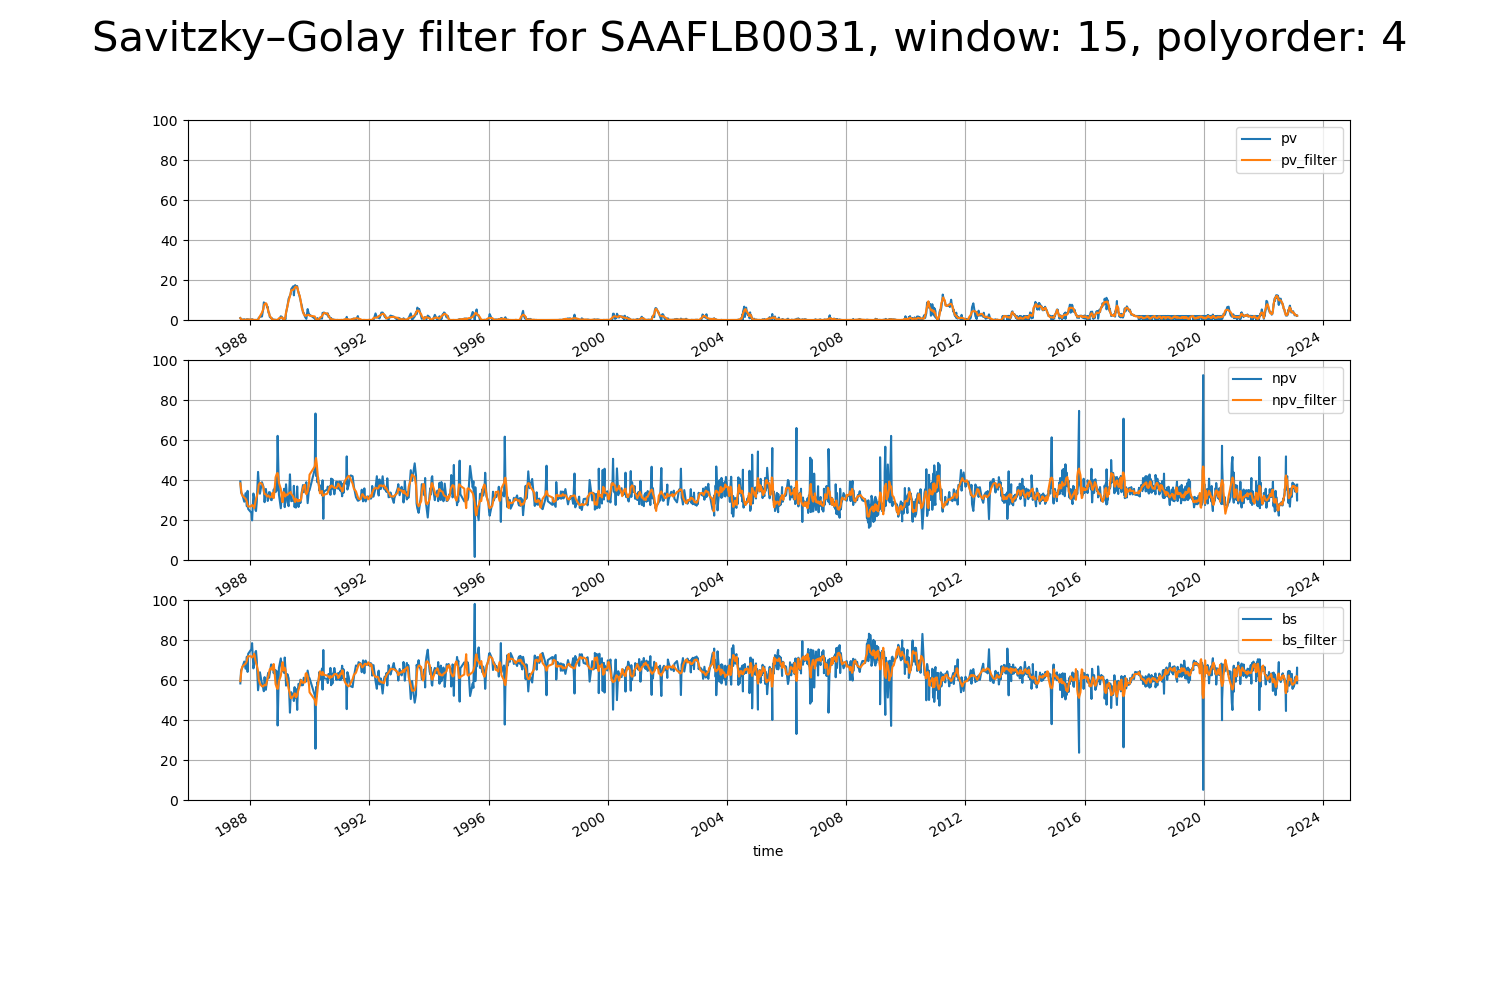 Savitzky–Golay filter for SAAFLB0031, window: 15, polyorder: 4
100
80
60
40
20
0
pv
pv_filter
1988 1992 1996 2000 2004 2008 2012 2016 2020 2024
100
80
60
40
20
0
npv
npv_filter
1988 1992 1996 2000 2004 2008 2012 2016 2020 2024
100
80
60
40
20
0
bs
bs_filter
1988 1992 1996 2000 2004 2008 2012 2016 2020 2024
time